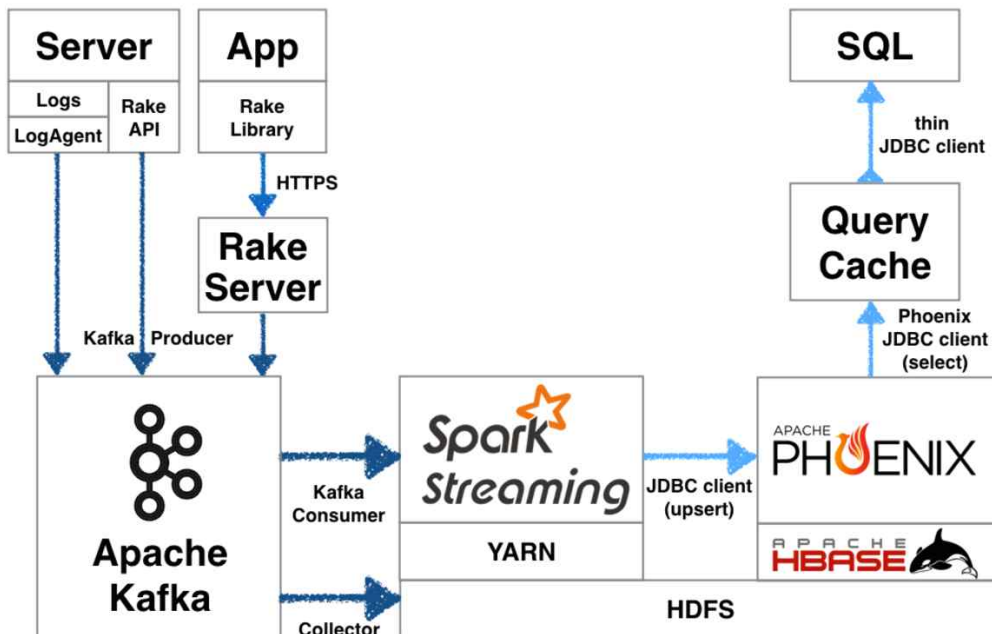 Server
App
SQL
Logs
LogAgent
Rake
API
Rake
Library
thin
JDBC client
HTTPS
Rake
Server
Query
Cache
Kafka Producer
Phoenix
JDBC client
(select)
Apache
Kafka
Kafka
Consumer
Collector
Spark
Streaming
YARN
JDBC client
(upsert)
APACHE
PHOENIX
APACHE
HBASE
HDFS